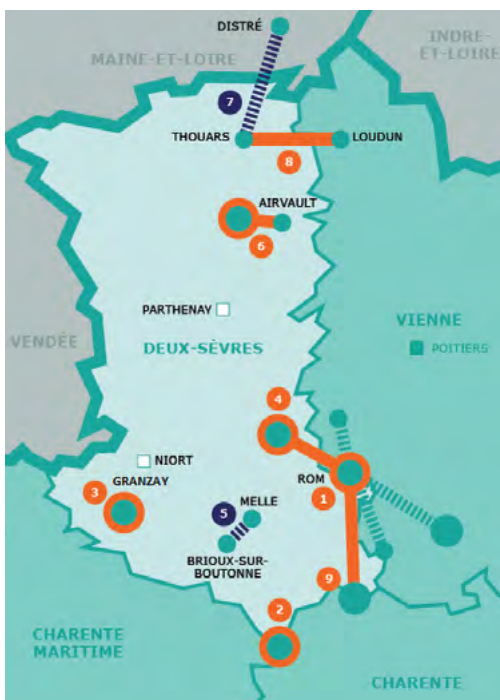 DISTRÉ
INDRE-
ET-LOIRE
MAINE-ET-LOIRE
7
THOUARS
LOUDUN
8
AIRVAULT
6
PARTHENAY
VIENNE
VENDÉE
DEUX-SÈVRES
POITIERS
4
NIORT
ROM
3
GRANZAY
1
MELLE
5
BRIOUX-SUR-
BOUTONNE
9
2
CHARENTE
MARITIME
CHARENTE